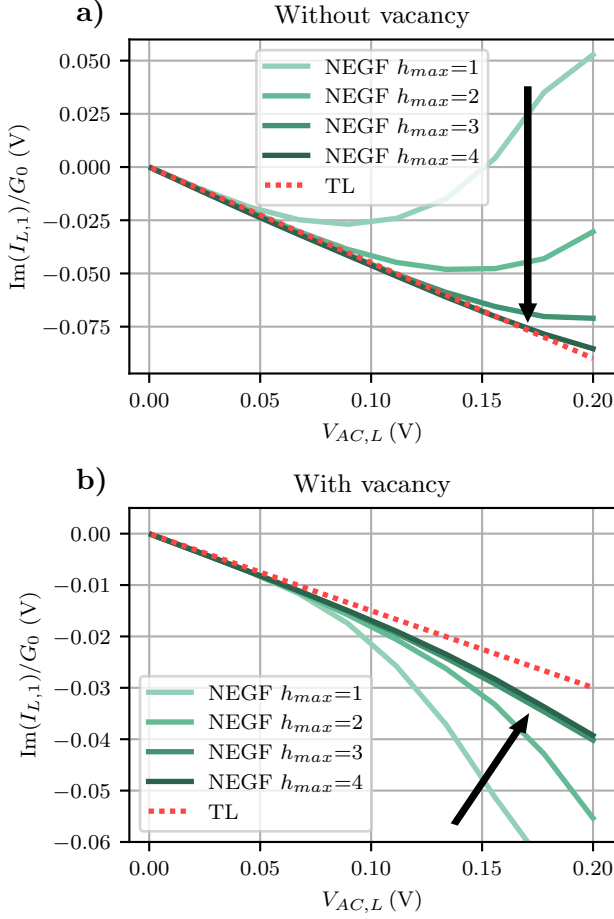 a)
Without vacancy
0.050
0.025
0.000
−0.025
−0.050
−0.075
Im(I_{L,1})/G_0 (V)
NEGF h_{max}=1
NEGF h_{max}=2
NEGF h_{max}=3
NEGF h_{max}=4
TL
0.00 0.05 0.10 0.15 0.20
V_{AC,L} (V)
b)
With vacancy
0.00
−0.01
−0.02
−0.03
−0.04
−0.05
−0.06
Im(I_{L,1})/G_0 (V)
NEGF h_{max}=1
NEGF h_{max}=2
NEGF h_{max}=3
NEGF h_{max}=4
TL
0.00 0.05 0.10 0.15 0.20
V_{AC,L} (V)